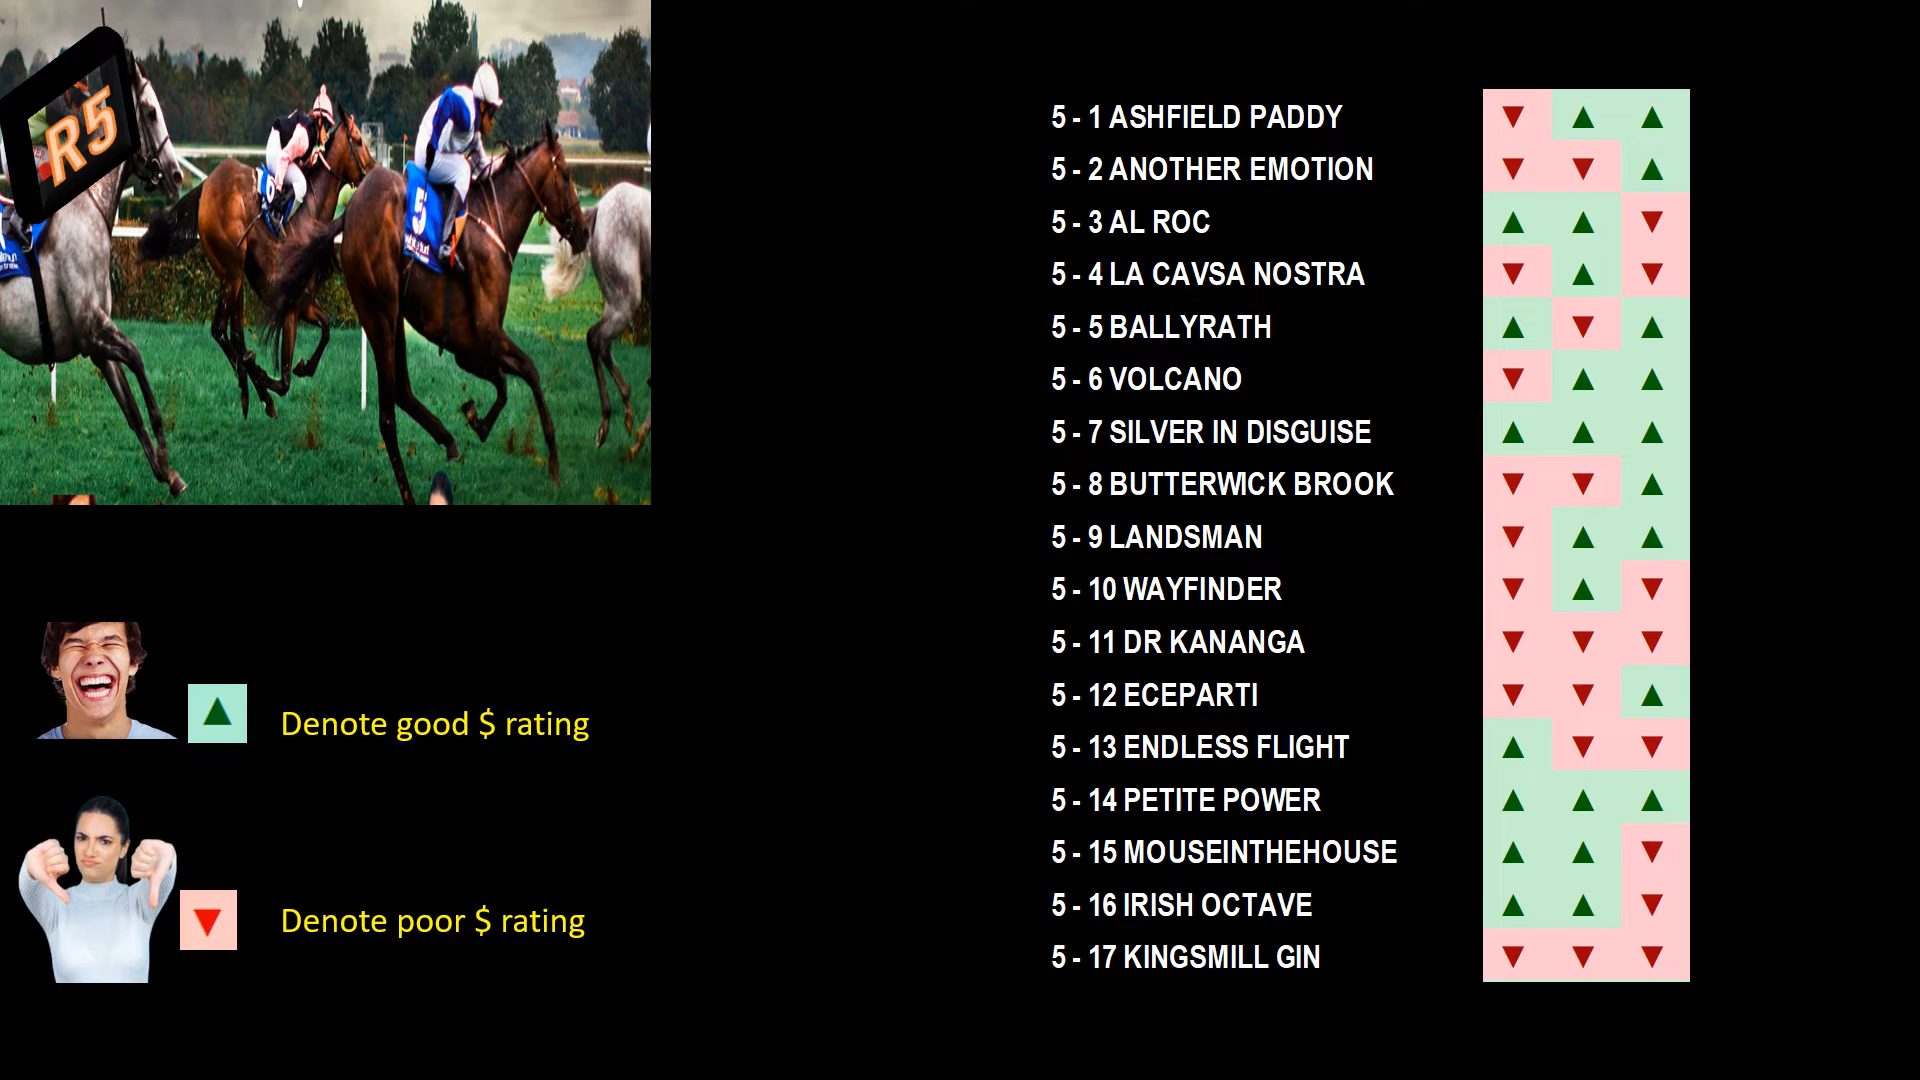 R5
6
5
5 - 1 ASHFIELD PADDY ▼ ▲ ▲
5 - 2 ANOTHER EMOTION ▼ ▼ ▲
5 - 3 AL ROC ▲ ▲ ▼
5 - 4 LA CAVSA NOSTRA ▼ ▲ ▼
5 - 5 BALLYRATH ▲ ▼ ▲
5 - 6 VOLCANO ▼ ▲ ▲
5 - 7 SILVER IN DISGUISE ▲ ▲ ▲
5 - 8 BUTTERWICK BROOK ▼ ▼ ▲
5 - 9 LANDSMAN ▼ ▲ ▲
5 - 10 WAYFINDER ▼ ▲ ▼
5 - 11 DR KANANGA ▼ ▼ ▼
5 - 12 ECEPARTI ▼ ▼ ▲
5 - 13 ENDLESS FLIGHT ▲ ▼ ▼
5 - 14 PETITE POWER ▲ ▲ ▲
5 - 15 MOUSEINTHEHOUSE ▲ ▲ ▼
5 - 16 IRISH OCTAVE ▲ ▲ ▼
5 - 17 KINGSMILL GIN ▼ ▼ ▼
▲ Denote good $ rating
▼ Denote poor $ rating